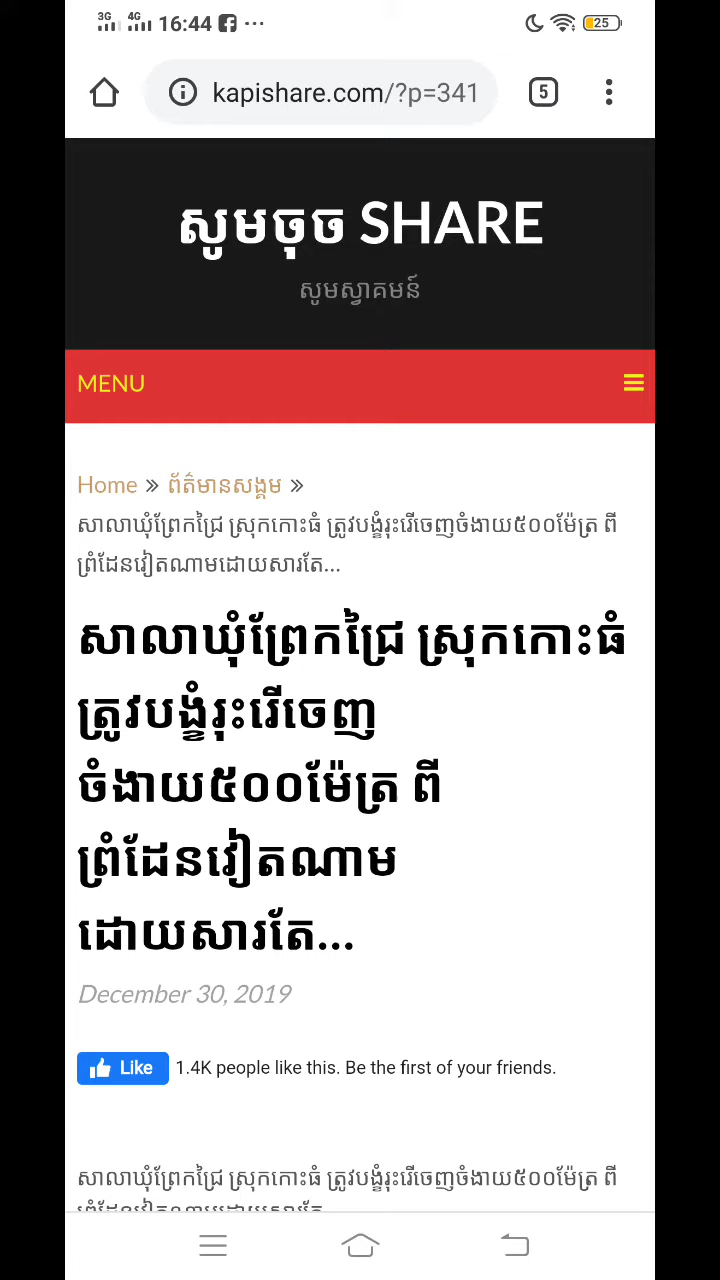 3G 4G 16:44 25
kapishare.com/?p=341 5
សូមចុច SHARE
សូមស្វាគមន៍
MENU
Home » ព័ត៌មានសង្គម »
សាលាឃុំព្រែកជ្រៃ ស្រុកកោះធំ ត្រូវបង្ខំរុះរើចេញចំងាយ៥០០ម៉ែត្រ ពី
ព្រំដែនវៀតណាមដោយសារតែ...
សាលាឃុំព្រែកជ្រៃ ស្រុកកោះធំ
ត្រូវបង្ខំរុះរើចេញ
ចំងាយ៥០០ម៉ែត្រ ពី
ព្រំដែនវៀតណាម
ដោយសារតែ...
December 30, 2019
Like 1.4K people like this. Be the first of your friends.
សាលាឃុំព្រែកជ្រៃ ស្រុកកោះធំ ត្រូវបង្ខំរុះរើចេញចំងាយ៥០០ម៉ែត្រ ពី